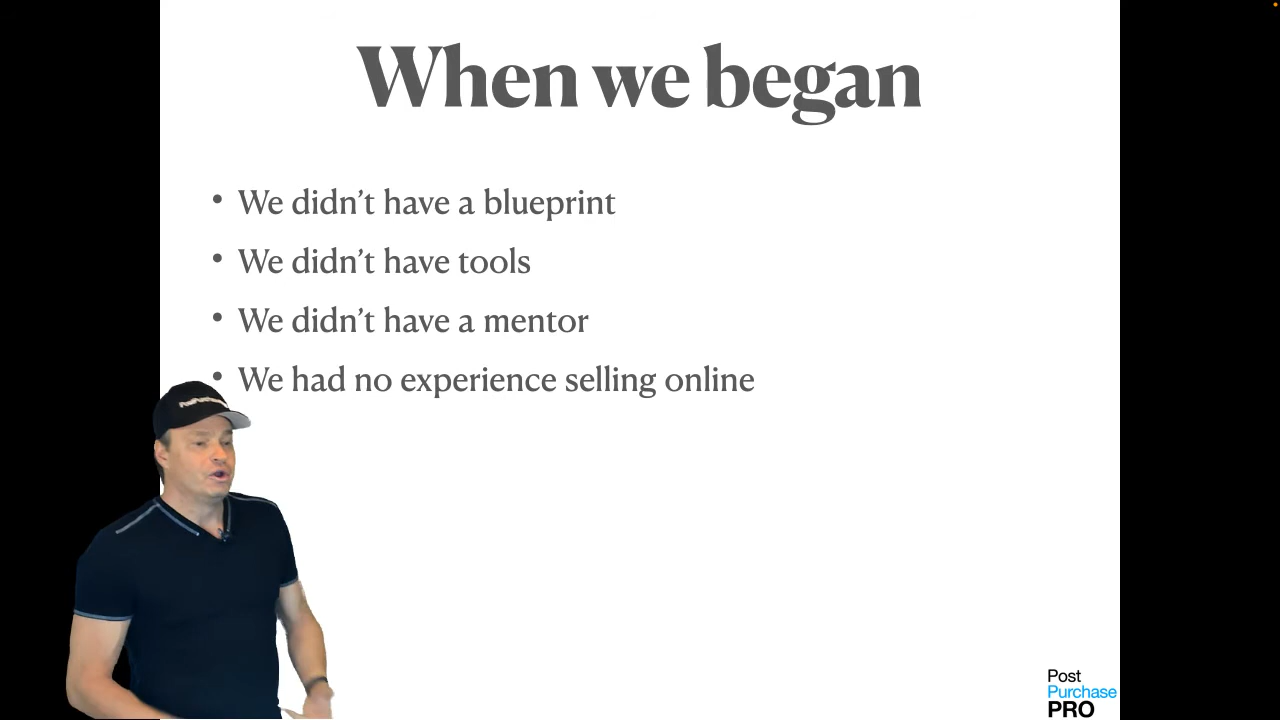 When we began
• We didn’t have a blueprint
• We didn’t have tools
• We didn’t have a mentor
• We had no experience selling online
Post
Purchase
PRO